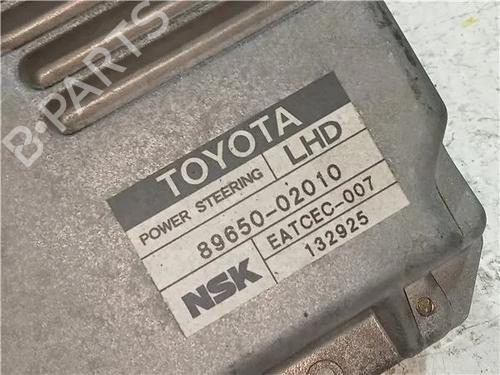 B-PARTS
TOYOTA
POWER STEERING
LHD
89650-02010
NSK
EATCEC-007
132925